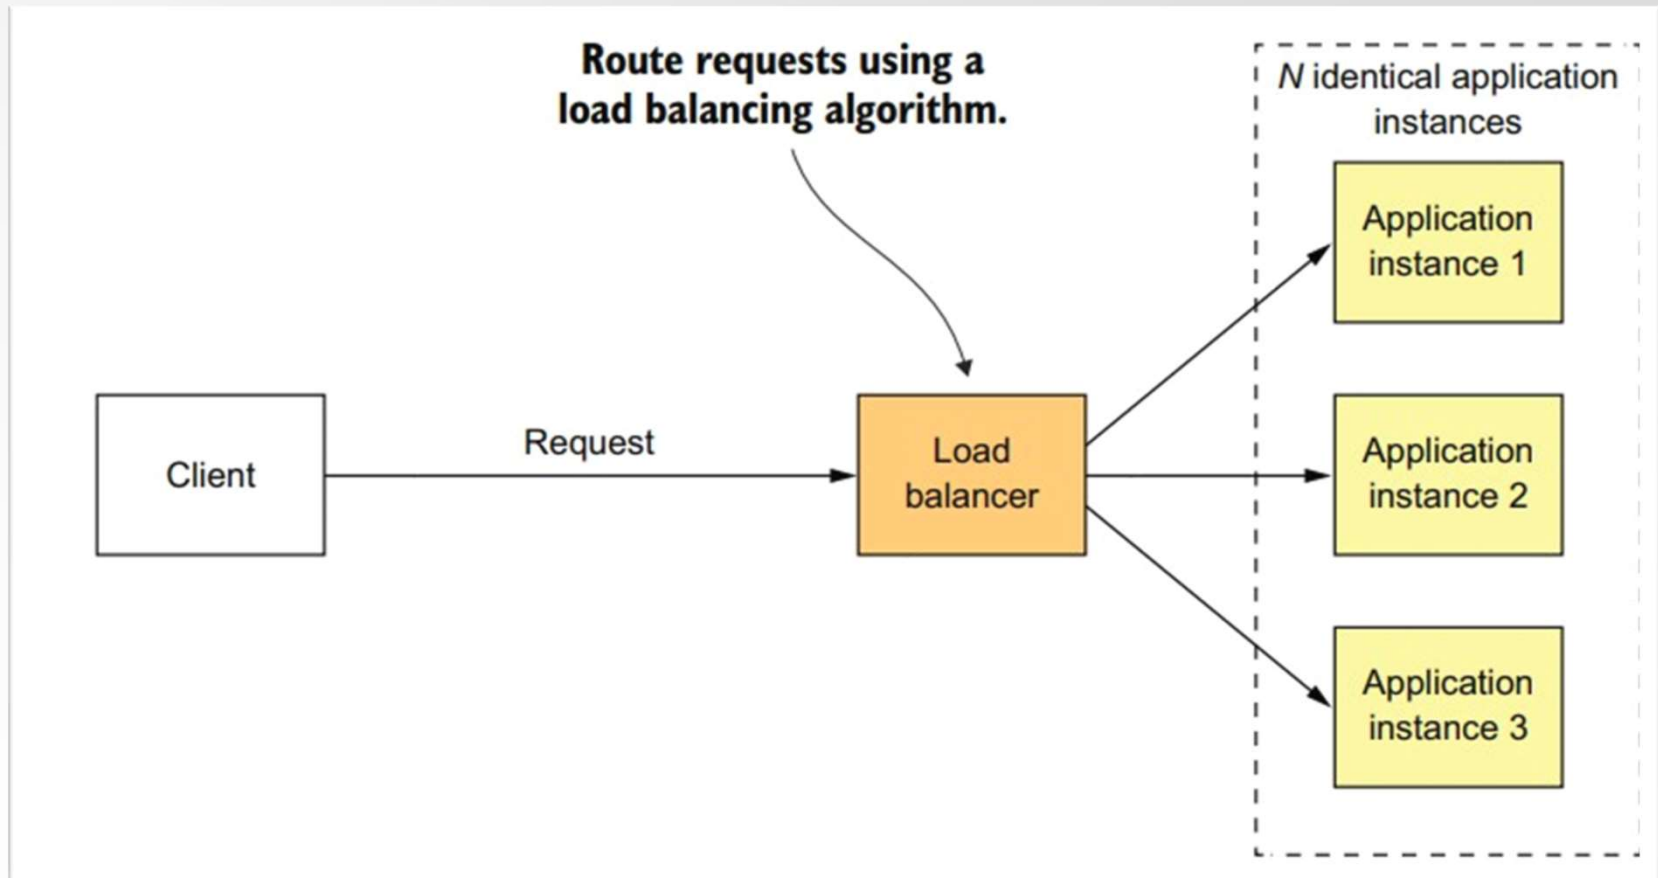 Route requests using a
load balancing algorithm.
N identical application
instances
Application
instance 1
Client
Request
Load
balancer
Application
instance 2
Application
instance 3